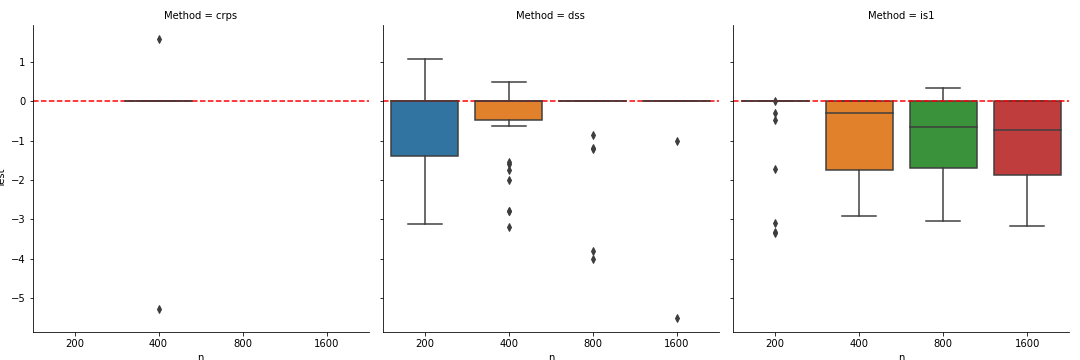 Method = crps
Method = dss
Method = is1
1
0
−1
−2
−3
−4
−5
200 400 800 1600
200 400 800 1600
200 400 800 1600
n
n
n